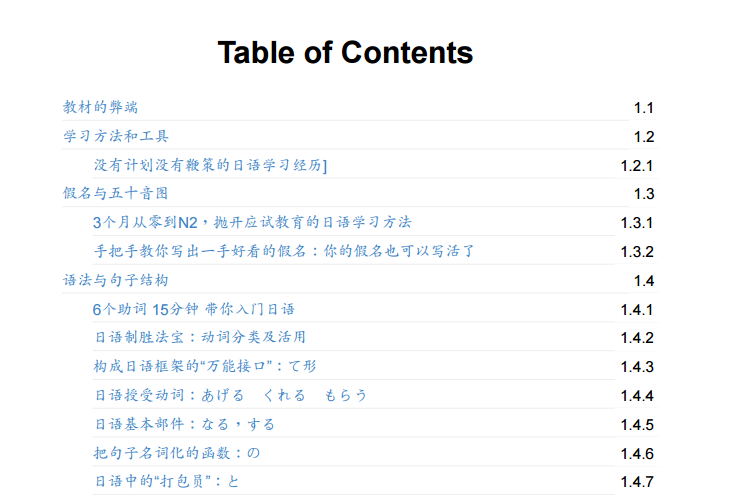 Table of Contents
教材的弊端 1.1
学习方法和工具 1.2
没有计划没有鞭策的日语学习经历] 1.2.1
假名与五十音图 1.3
3个月从零到N2，抛开应试教育的日语学习方法 1.3.1
手把手教你写出一手好看的假名：你的假名也可以写活了 1.3.2
语法与句子结构 1.4
6个助词 15分钟 带你入门日语 1.4.1
日语制胜法宝：动词分类及活用 1.4.2
构成日语框架的“万能接口”：て形 1.4.3
日语授受动词：あげる　くれる　もらう 1.4.4
日语基本部件：なる，する 1.4.5
把句子名词化的函数：の 1.4.6
日语中的“打包员”：と 1.4.7